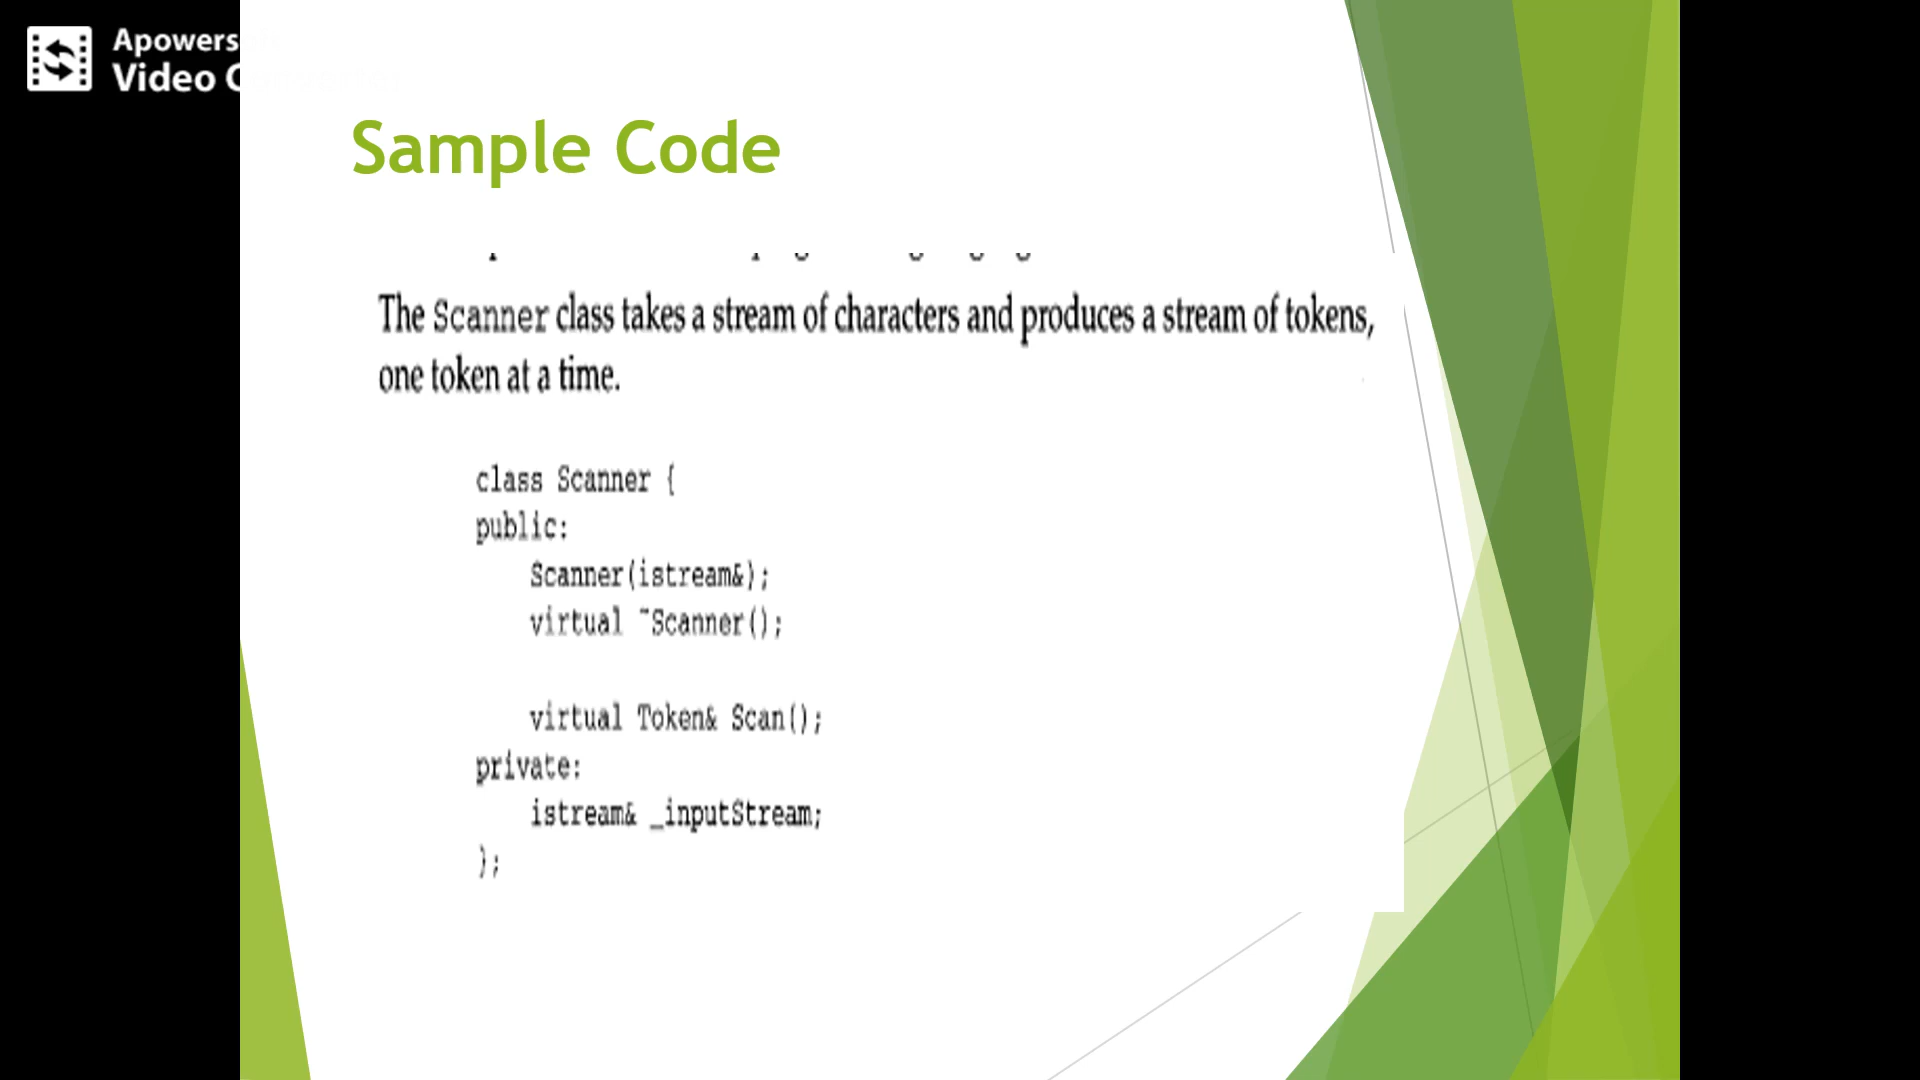 Apowers
Video C
Sample Code
The Scanner class takes a stream of characters and produces a stream of tokens,
one token at a time.
class Scanner {
public:
Scanner(istream&);
virtual ~Scanner();
virtual Token& Scan();
private:
istream& _inputStream;
};